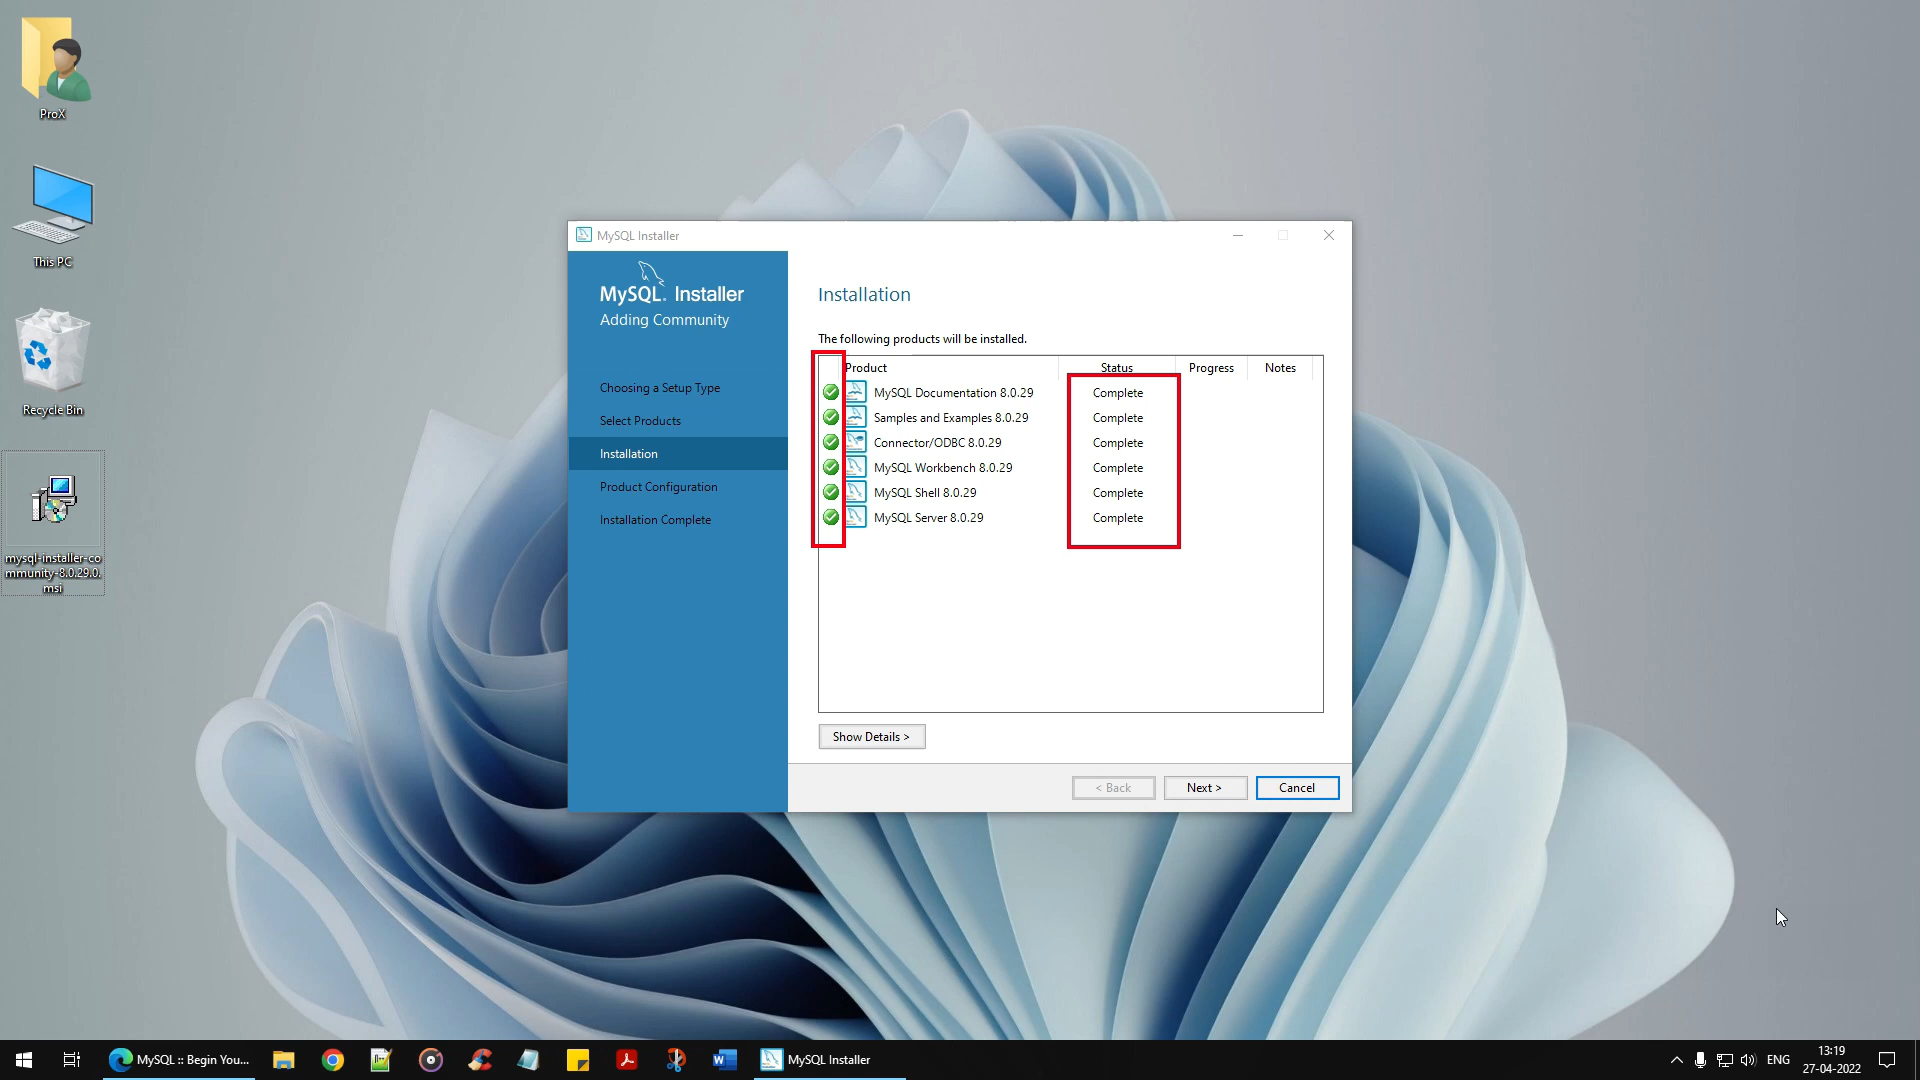 ProX
This PC
Recycle Bin
mysql-installer-co
mmunity-8.0.29.0.
msi
MySQL Installer
MySQL. Installer
Adding Community
Choosing a Setup Type
Select Products
Installation
Product Configuration
Installation Complete
Installation
The following products will be installed.
Product Status Progress Notes
MySQL Documentation 8.0.29 Complete
Samples and Examples 8.0.29 Complete
Connector/ODBC 8.0.29 Complete
MySQL Workbench 8.0.29 Complete
MySQL Shell 8.0.29 Complete
MySQL Server 8.0.29 Complete
Show Details >
< Back Next > Cancel
MySQL :: Begin You... MySQL Installer ENG 13:19
27-04-2022